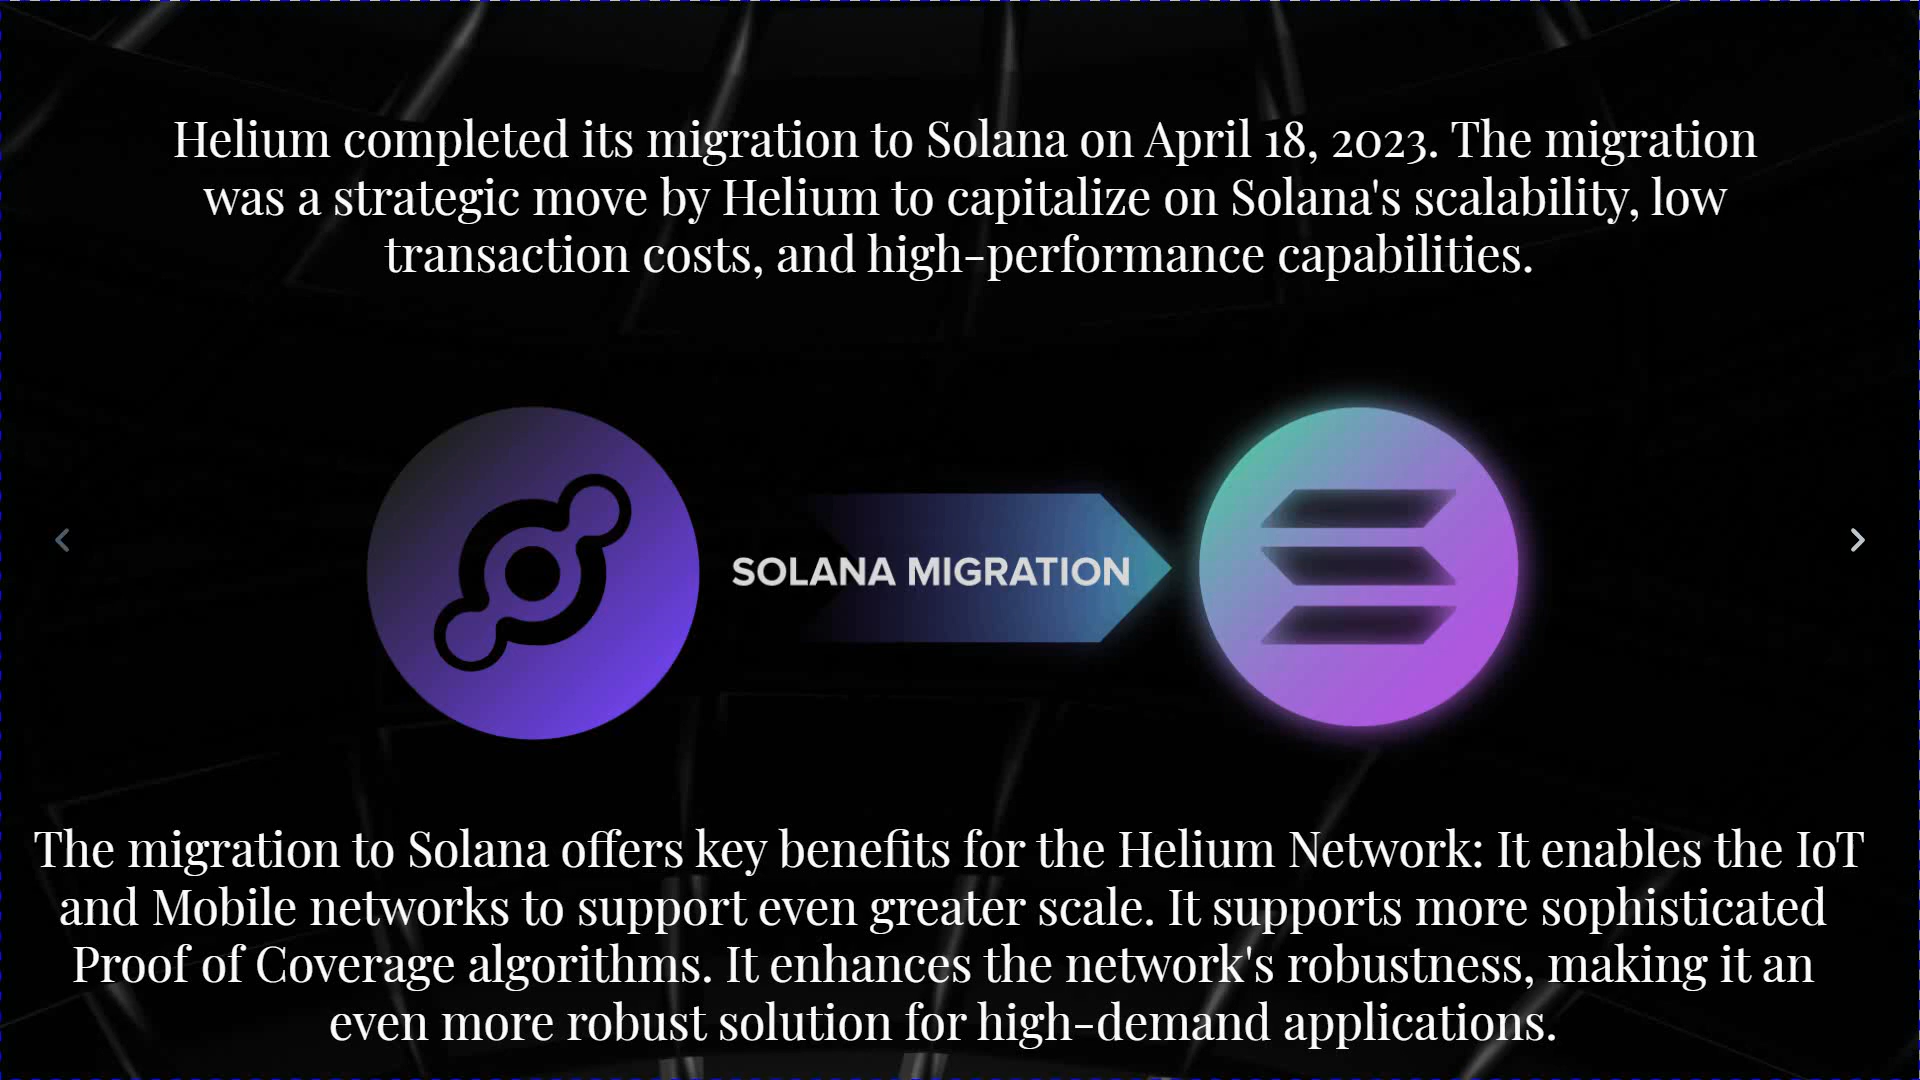 Helium completed its migration to Solana on April 18, 2023. The migration
was a strategic move by Helium to capitalize on Solana's scalability, low
transaction costs, and high-performance capabilities.
SOLANA MIGRATION
The migration to Solana offers key benefits for the Helium Network: It enables the IoT
and Mobile networks to support even greater scale. It supports more sophisticated
Proof of Coverage algorithms. It enhances the network's robustness, making it an
even more robust solution for high-demand applications.